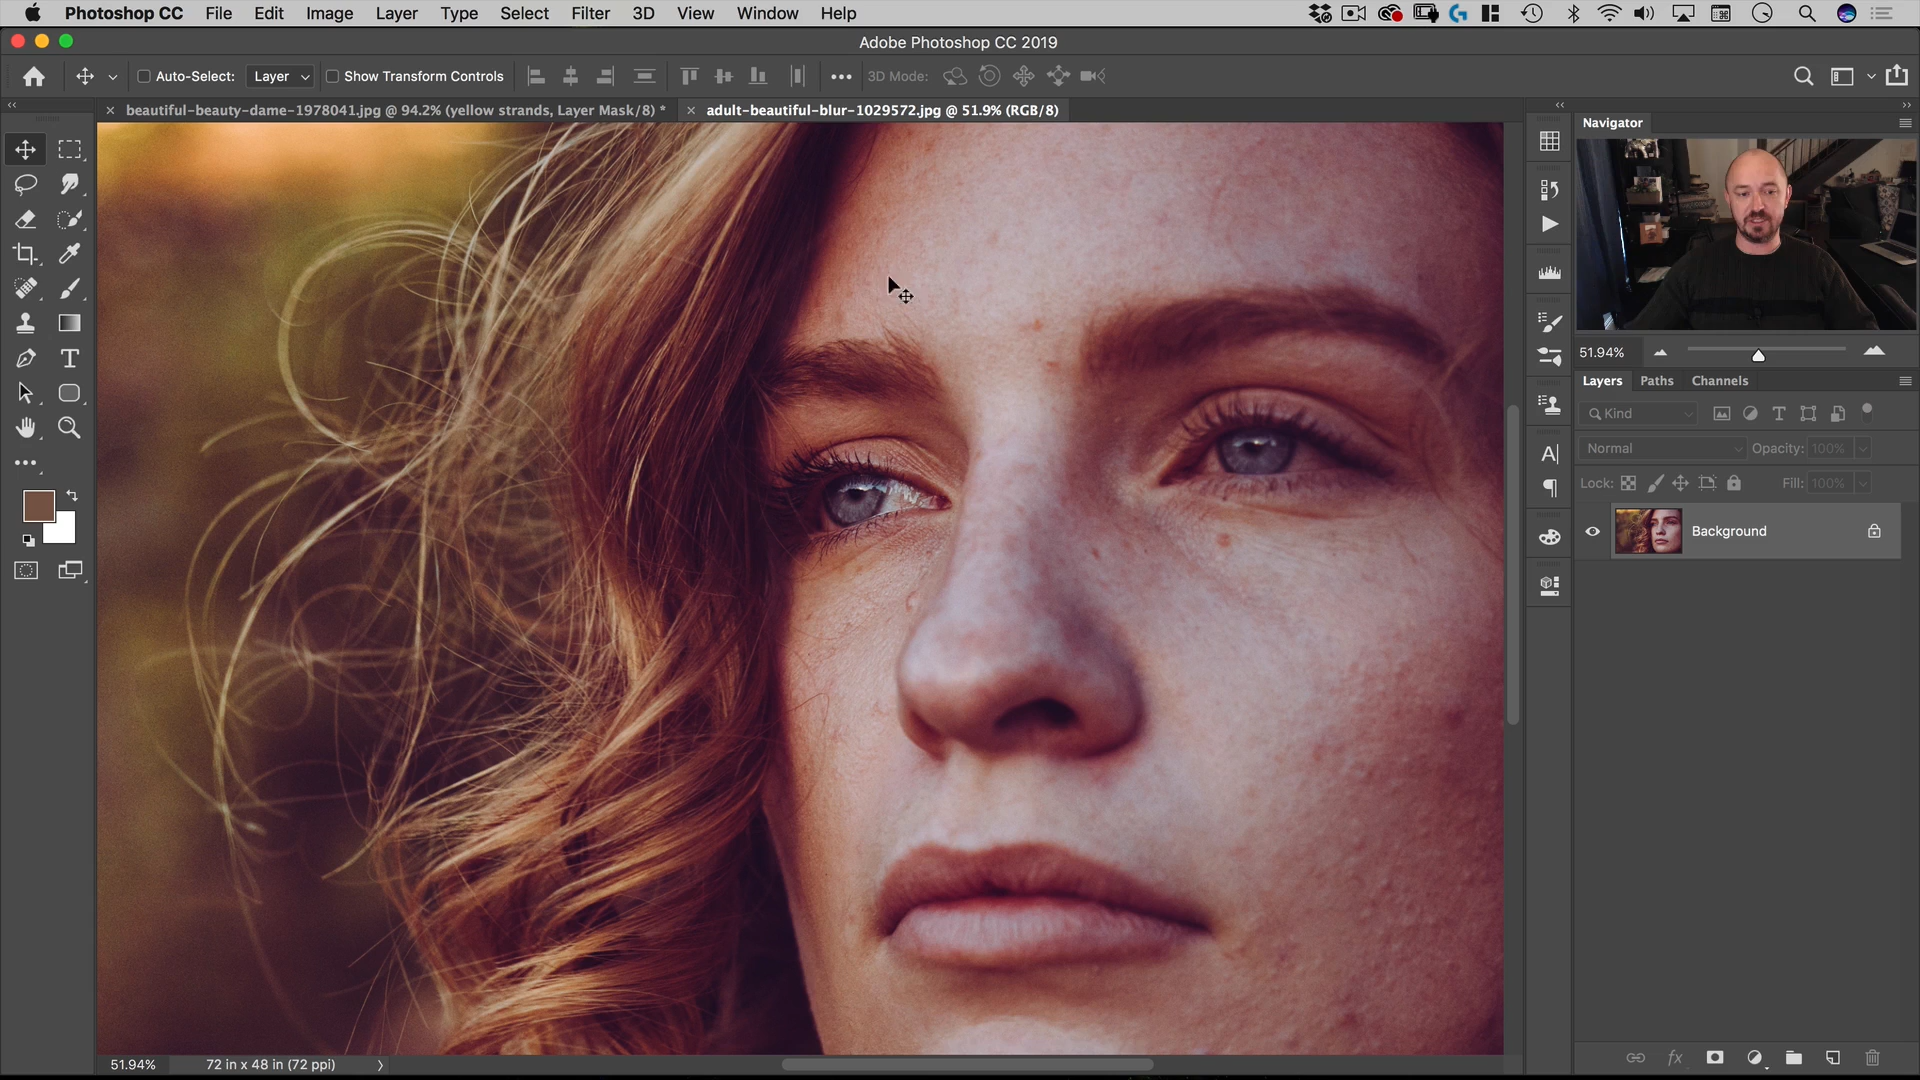 Photoshop CC File Edit Image Layer Type Select Filter 3D View Window Help
Adobe Photoshop CC 2019
Auto-Select: Layer Show Transform Controls 3D Mode:
beautiful-beauty-dame-1978041.jpg @ 94.2% (yellow strands, Layer Mask/8) *
adult-beautiful-blur-1029572.jpg @ 51.9% (RGB/8)
Navigator
51.94%
Layers Paths Channels
Kind
Normal Opacity: 100%
Lock: Fill: 100%
Background
51.94% 72 in x 48 in (72 ppi)